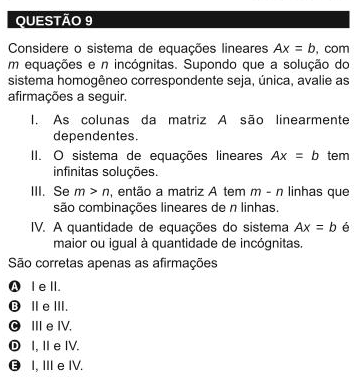 QUESTÃO 9
Considere o sistema de equações lineares Ax = b, com
m equações e n incógnitas. Supondo que a solução do
sistema homogêneo correspondente seja, única, avalie as
afirmações a seguir.
I. As colunas da matriz A são linearmente
dependentes.
II. O sistema de equações lineares Ax = b tem
infinitas soluções.
III. Se m > n, então a matriz A tem m - n linhas que
são combinações lineares de n linhas.
IV. A quantidade de equações do sistema Ax = b é
maior ou igual à quantidade de incógnitas.
São corretas apenas as afirmações
A I e II.
B II e III.
C III e IV.
D I, II e IV.
E I, III e IV.